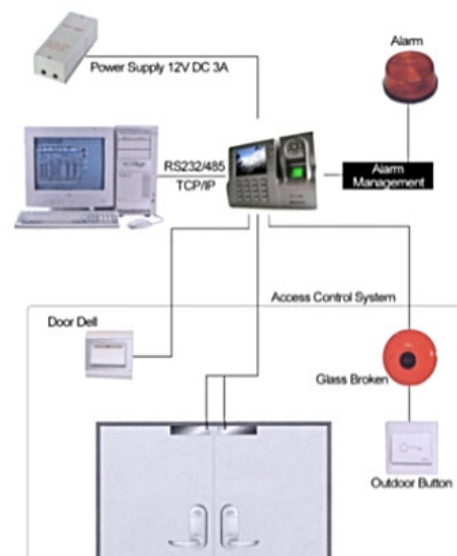 Alarm
Power Supply 12V DC 3A
RS232/485
TCP/IP
Alarm
Management
Access Control System
Door Dell
Glass Broken
Outdoor Button